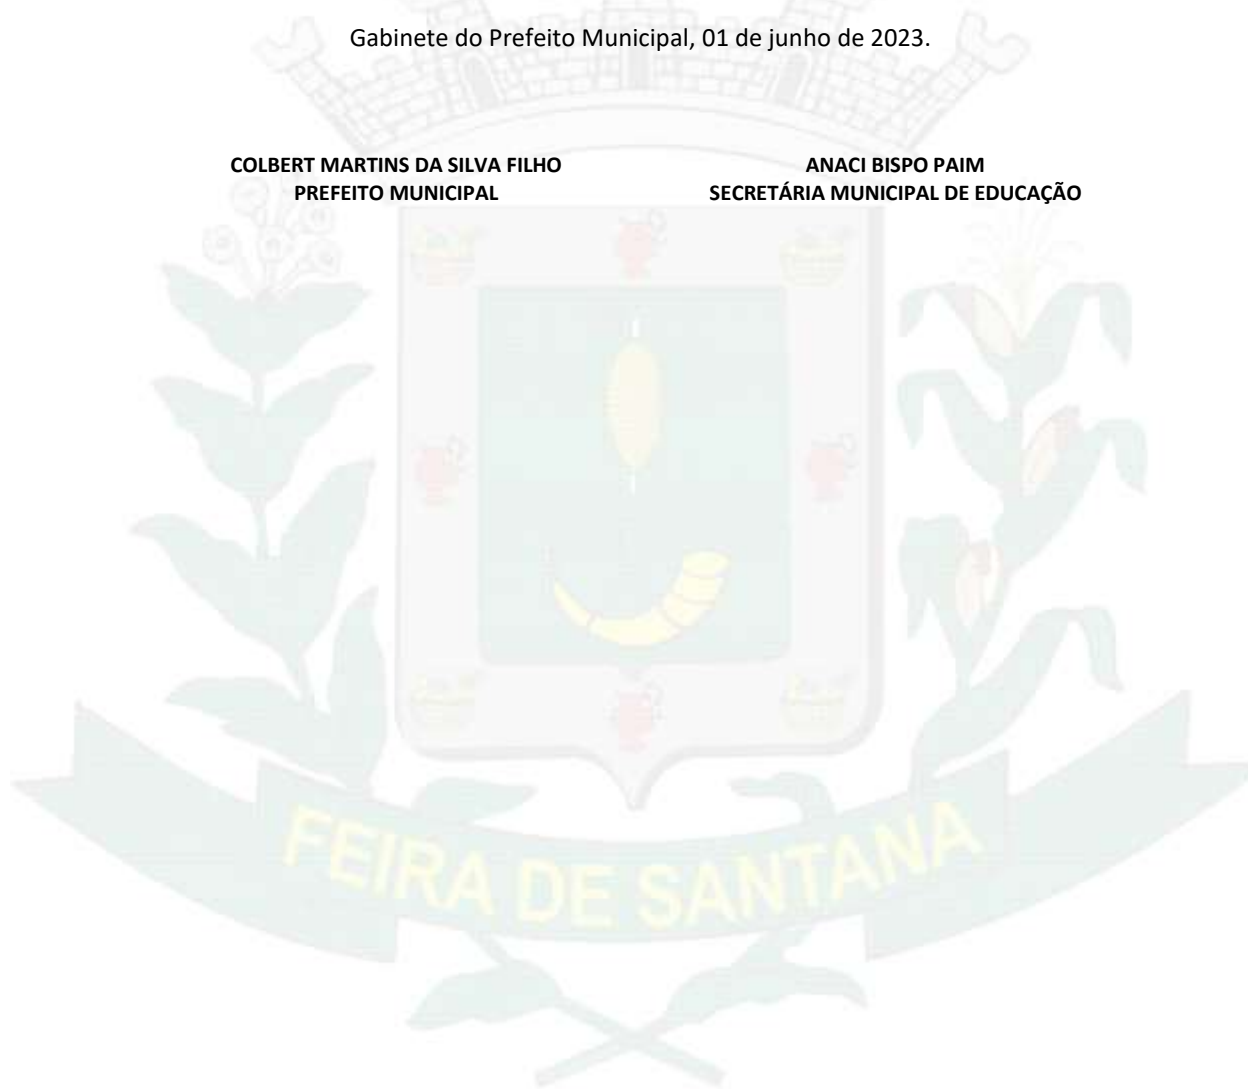 Gabinete do Prefeito Municipal, 01 de junho de 2023.
COLBERT MARTINS DA SILVA FILHO
PREFEITO MUNICIPAL
ANACI BISPO PAIM
SECRETÁRIA MUNICIPAL DE EDUCAÇÃO
FEIRA DE SANTANA